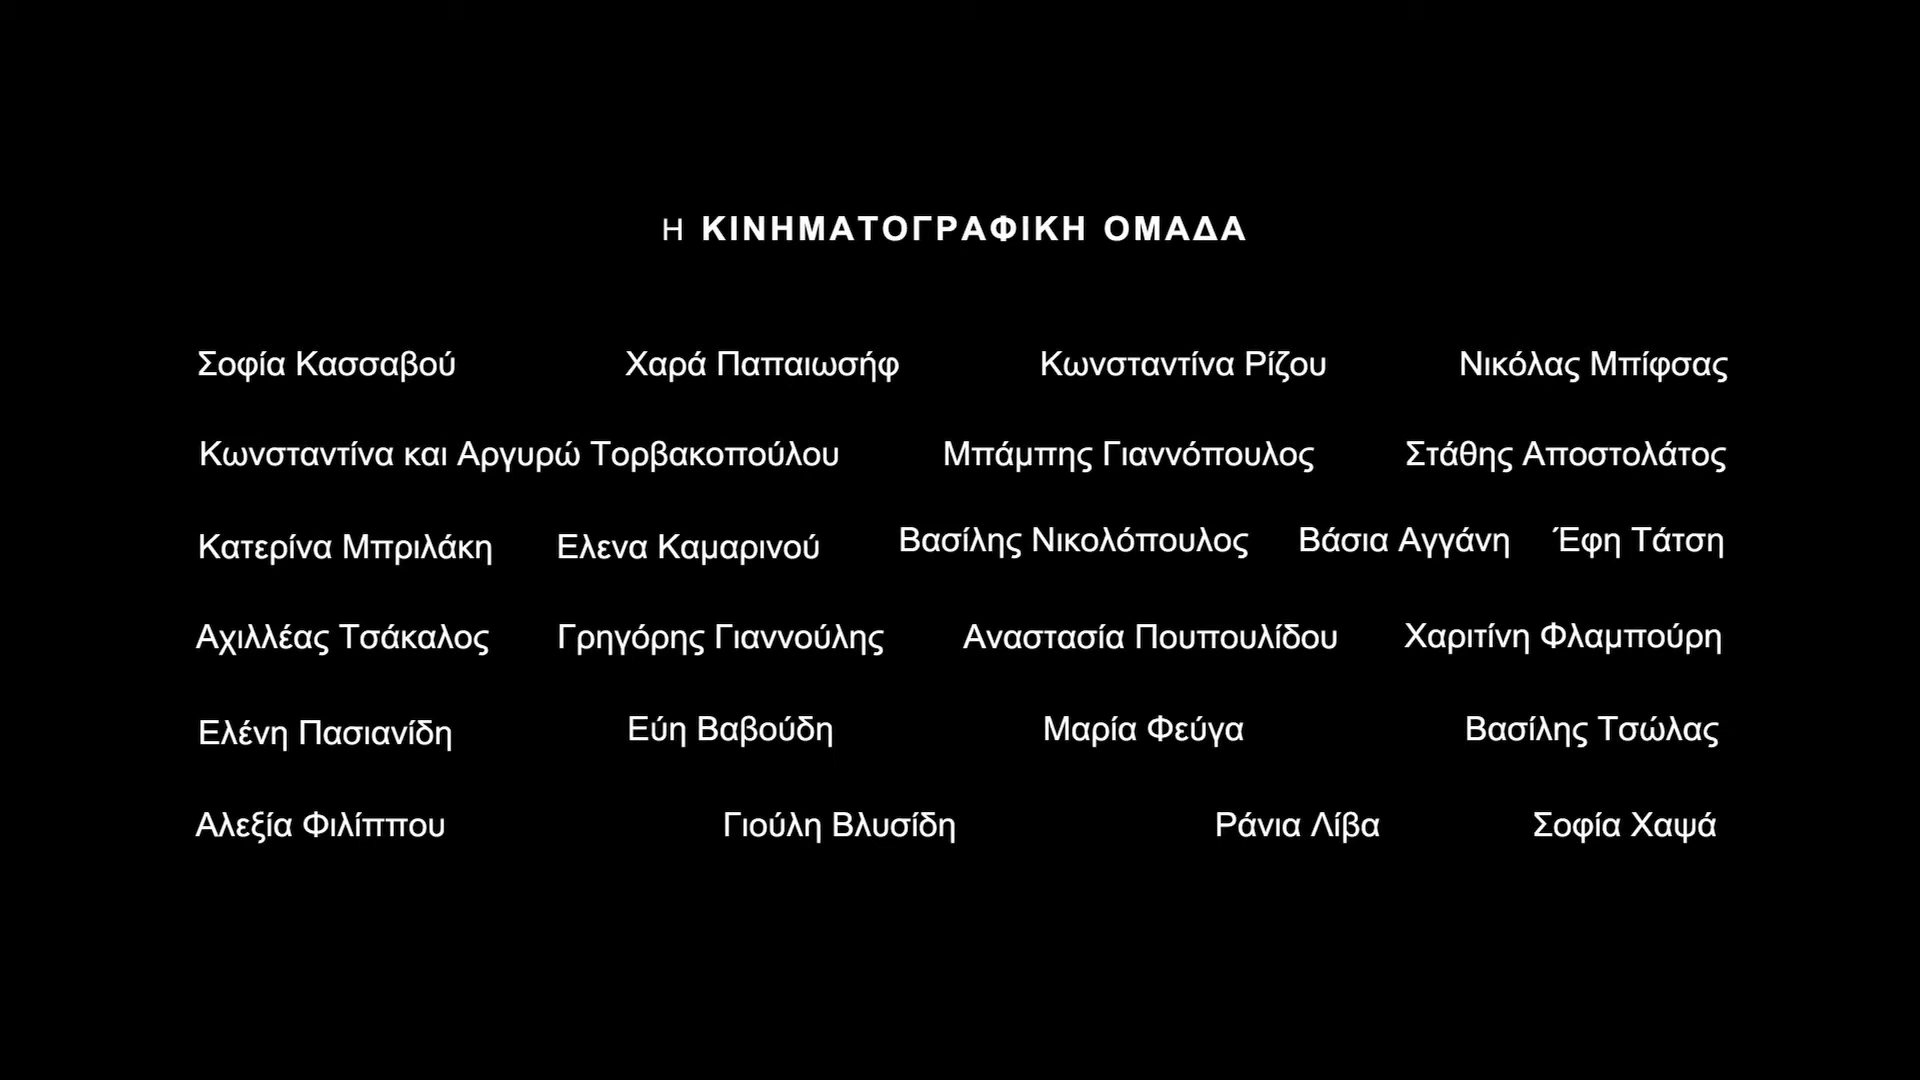 Η ΚΙΝΗΜΑΤΟΓΡΑΦΙΚΗ ΟΜΑΔΑ
Σοφία Κασσαβού Χαρά Παπαιωσήφ Κωνσταντίνα Ρίζου Νικόλας Μπίφσας
Κωνσταντίνα και Αργυρώ Τορβακοπούλου Μπάμπης Γιαννόπουλος Στάθης Αποστολάτος
Κατερίνα Μπριλάκη Ελενα Καμαρινού Βασίλης Νικολόπουλος Βάσια Αγγάνη Έφη Τάτση
Αχιλλέας Τσάκαλος Γρηγόρης Γιαννούλης Αναστασία Πουπουλίδου Χαριτίνη Φλαμπούρη
Ελένη Πασιανίδη Εύη Βαβούδη Μαρία Φεύγα Βασίλης Τσώλας
Αλεξία Φιλίππου Γιούλη Βλυσίδη Ράνια Λίβα Σοφία Χαψά